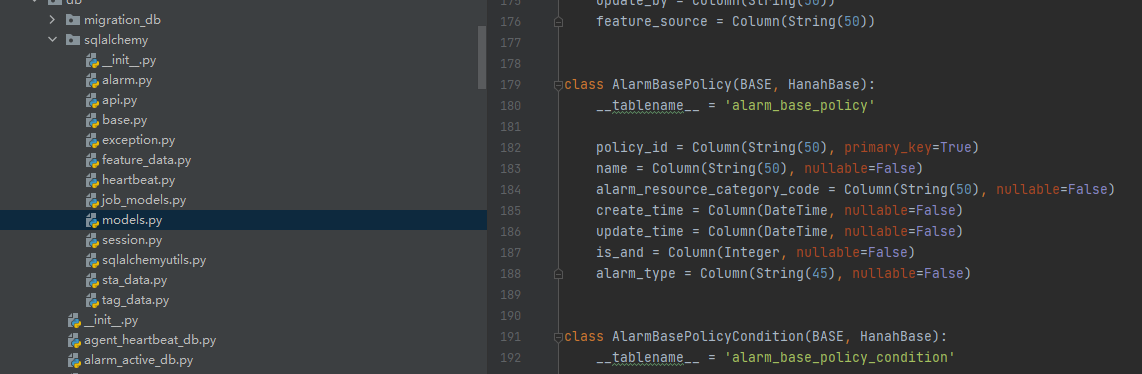 db
migration_db
sqlalchemy
__init__.py
alarm.py
api.py
base.py
exception.py
feature_data.py
heartbeat.py
job_models.py
models.py
session.py
sqlalchemyutils.py
sta_data.py
tag_data.py
__init__.py
agent_heartbeat_db.py
alarm_active_db.py
175 update_by = Column(String(50))
176 feature_source = Column(String(50))
177
178
179 class AlarmBasePolicy(BASE, HanahBase):
180 __tablename__ = 'alarm_base_policy'
181
182 policy_id = Column(String(50), primary_key=True)
183 name = Column(String(50), nullable=False)
184 alarm_resource_category_code = Column(String(50), nullable=False)
185 create_time = Column(DateTime, nullable=False)
186 update_time = Column(DateTime, nullable=False)
187 is_and = Column(Integer, nullable=False)
188 alarm_type = Column(String(45), nullable=False)
189
190
191 class AlarmBasePolicyCondition(BASE, HanahBase):
192 __tablename__ = 'alarm_base_policy_condition'